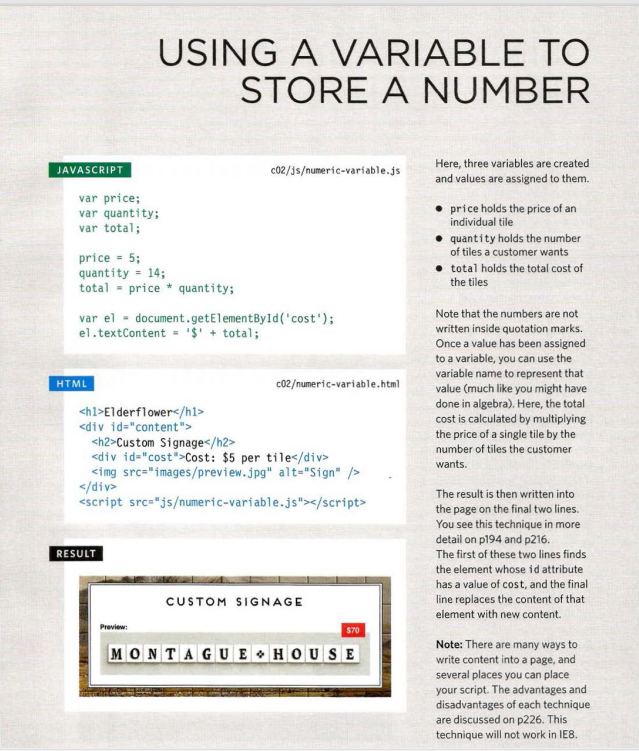 USING A VARIABLE TO
STORE A NUMBER
JAVASCRIPT
c02/js/numeric-variable.js
var price;
var quantity;
var total;
price = 5;
quantity = 14;
total = price * quantity;
var el = document.getElementById('cost');
el.textContent = '$' + total;
HTML
c02/numeric-variable.html
<h1>Elderflower</h1>
<div id="content">
<h2>Custom Signage</h2>
<div id="cost">Cost: $5 per tile</div>
<img src="images/preview.jpg" alt="Sign" />
</div>
<script src="js/numeric-variable.js"></script>
RESULT
CUSTOM SIGNAGE
Preview:
$70
MONTAGUE HOUSE
Here, three variables are created
and values are assigned to them.
● price holds the price of an
individual tile
● quantity holds the number
of tiles a customer wants
● total holds the total cost of
the tiles
Note that the numbers are not
written inside quotation marks.
Once a value has been assigned
to a variable, you can use the
variable name to represent that
value (much like you might have
done in algebra). Here, the total
cost is calculated by multiplying
the price of a single tile by the
number of tiles the customer
wants.
The result is then written into
the page on the final two lines.
You see this technique in more
detail on p194 and p216.
The first of these two lines finds
the element whose id attribute
has a value of cost, and the final
line replaces the content of that
element with new content.
Note: There are many ways to
write content into a page, and
several places you can place
your script. The advantages and
disadvantages of each technique
are discussed on p226. This
technique will not work in IE8.